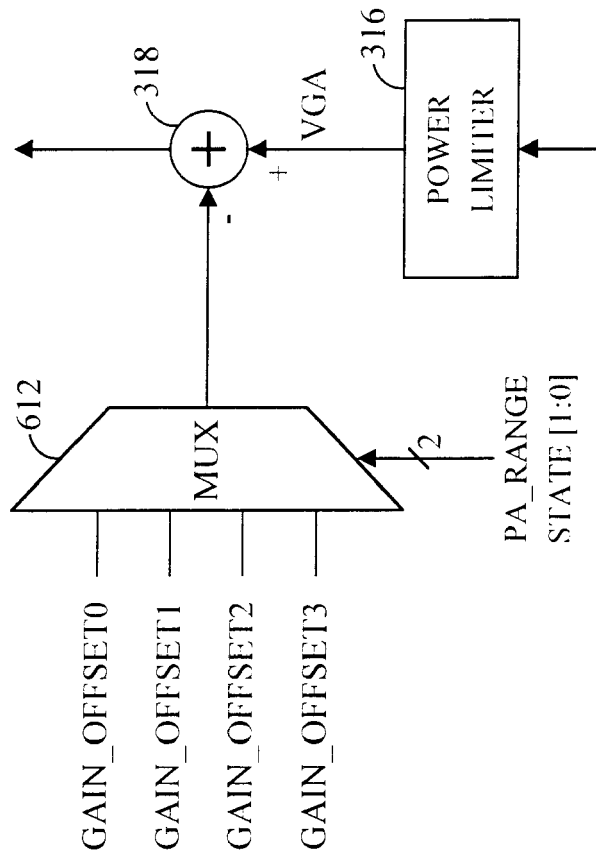 318
+
+
-
VGA
316
POWER
LIMITER
612
MUX
2
PA_RANGE
STATE [1:0]
GAIN_OFFSET0
GAIN_OFFSET1
GAIN_OFFSET2
GAIN_OFFSET3